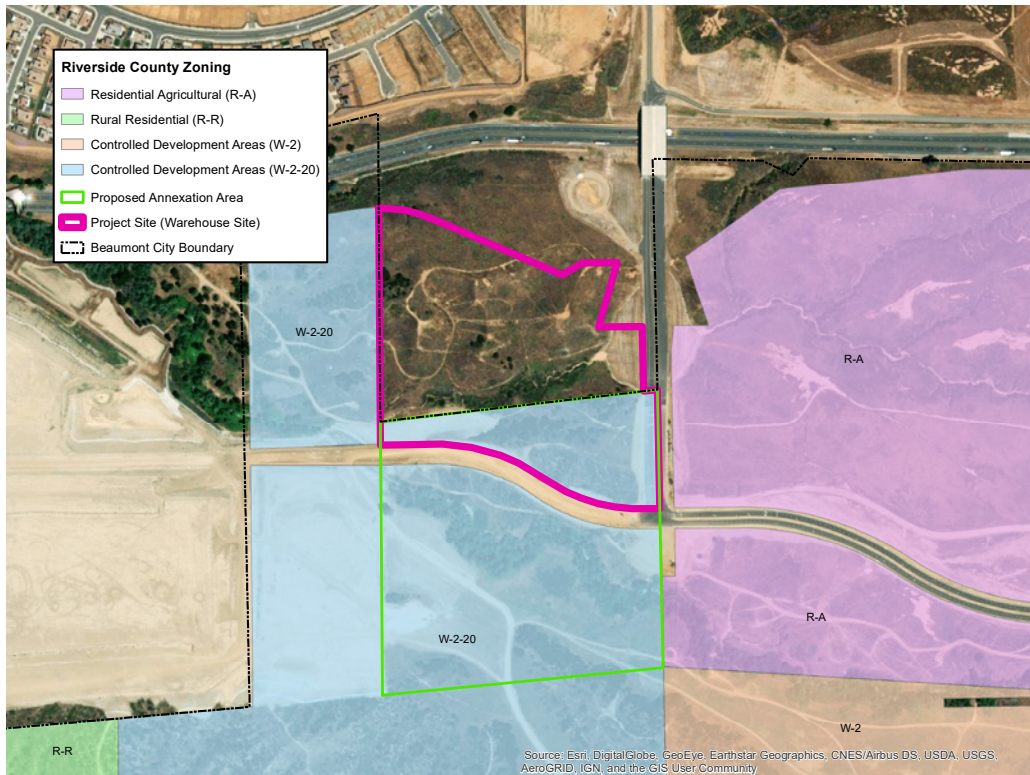 Riverside County Zoning
Residential Agricultural (R-A)
Rural Residential (R-R)
Controlled Development Areas (W-2)
Controlled Development Areas (W-2-20)
Proposed Annexation Area
Project Site (Warehouse Site)
Beaumont City Boundary
W-2-20
R-A
R-A
W-2-20
W-2
R-R
Source: Esri, DigitalGlobe, GeoEye, Earthstar Geographics, CNES/Airbus DS, USDA, USGS,
AeroGRID, IGN, and the GIS User Community